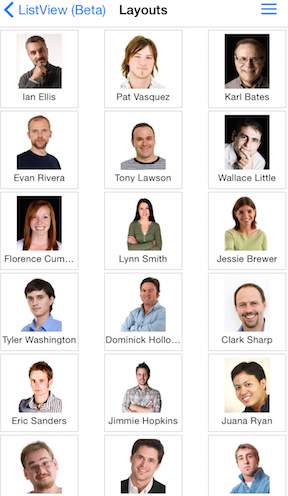 ListView (Beta) Layouts
Ian Ellis Pat Vasquez Karl Bates
Evan Rivera Tony Lawson Wallace Little
Florence Cum... Lynn Smith Jessie Brewer
Tyler Washington Dominick Hollo... Clark Sharp
Eric Sanders Jimmie Hopkins Juana Ryan